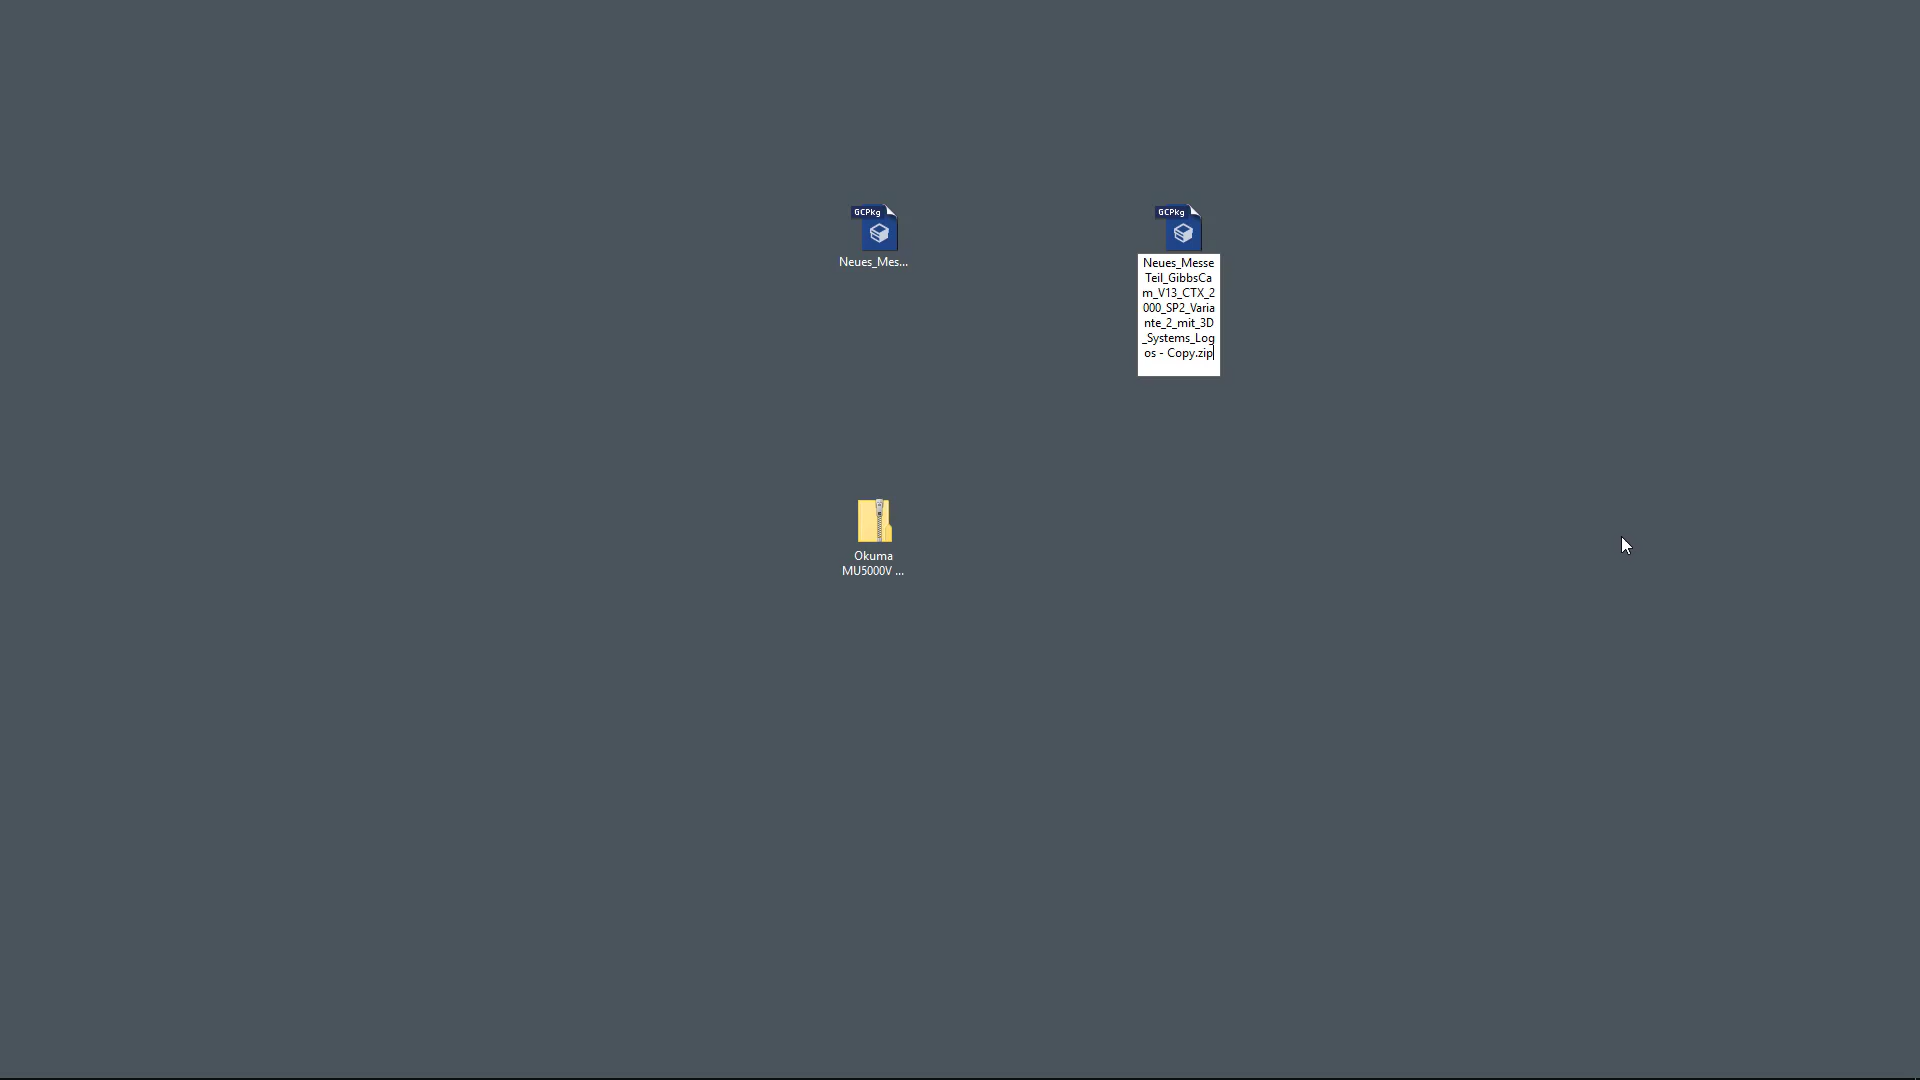 GCPkg
Neues_Mes...
GCPkg
Neues_Messe
Teil_GibbsCa
m_V13_CTX_2
000_SP2_Varia
nte_2_mit_3D
_Systems_Log
os - Copy.zip
Okuma
MU5000V ...